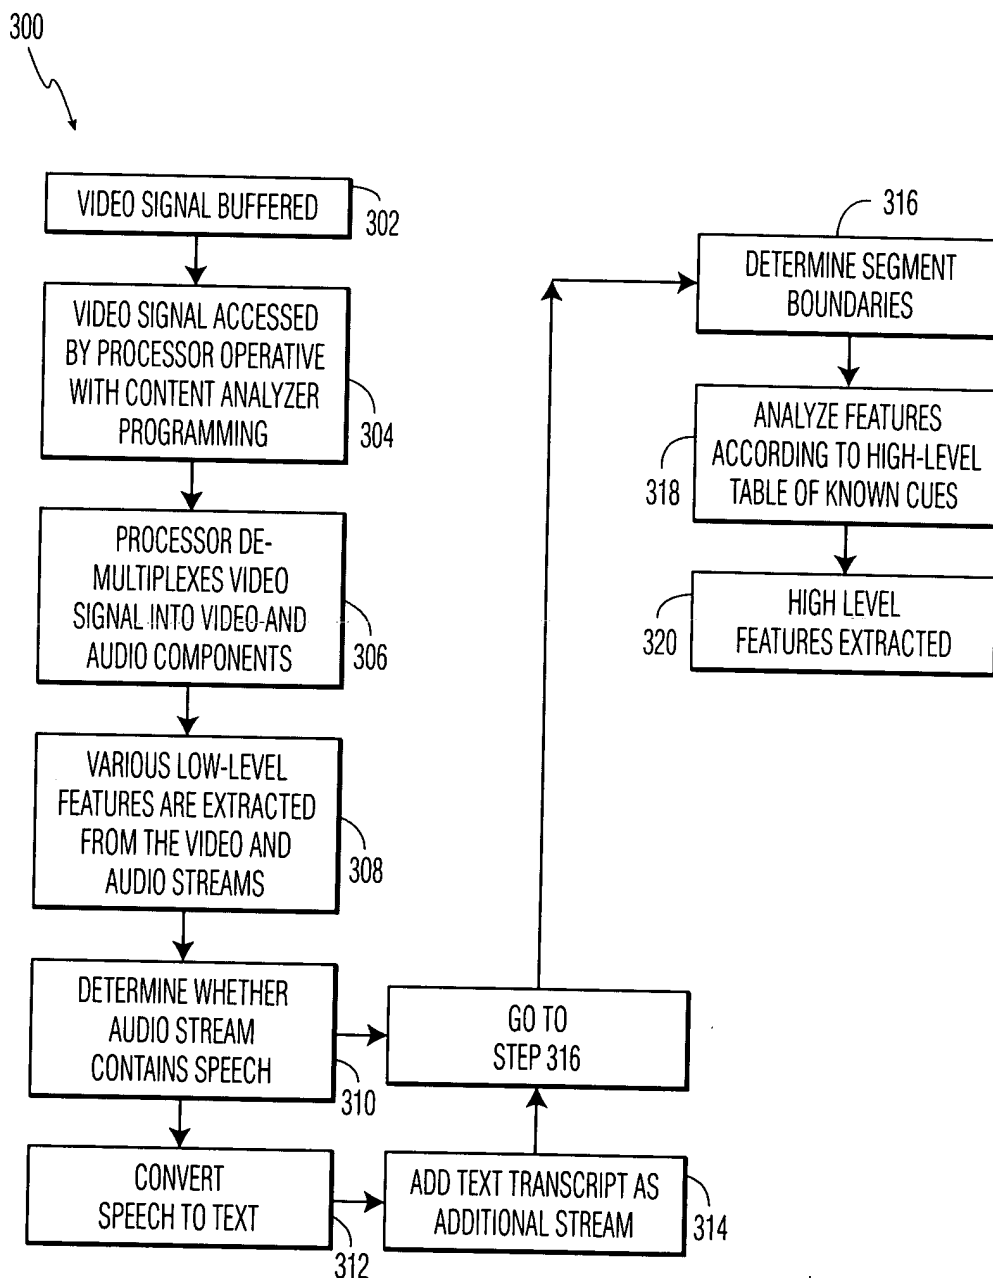 300
VIDEO SIGNAL BUFFERED
302
VIDEO SIGNAL ACCESSED
BY PROCESSOR OPERATIVE
WITH CONTENT ANALYZER
PROGRAMMING
304
PROCESSOR DE-
MULTIPLEXES VIDEO
SIGNAL INTO VIDEO AND
AUDIO COMPONENTS
306
VARIOUS LOW-LEVEL
FEATURES ARE EXTRACTED
FROM THE VIDEO AND
AUDIO STREAMS
308
DETERMINE WHETHER
AUDIO STREAM
CONTAINS SPEECH
310
CONVERT
SPEECH TO TEXT
312
ADD TEXT TRANSCRIPT AS
ADDITIONAL STREAM
314
GO TO
STEP 316
316
DETERMINE SEGMENT
BOUNDARIES
318
ANALYZE FEATURES
ACCORDING TO HIGH-LEVEL
TABLE OF KNOWN CUES
320
HIGH LEVEL
FEATURES EXTRACTED